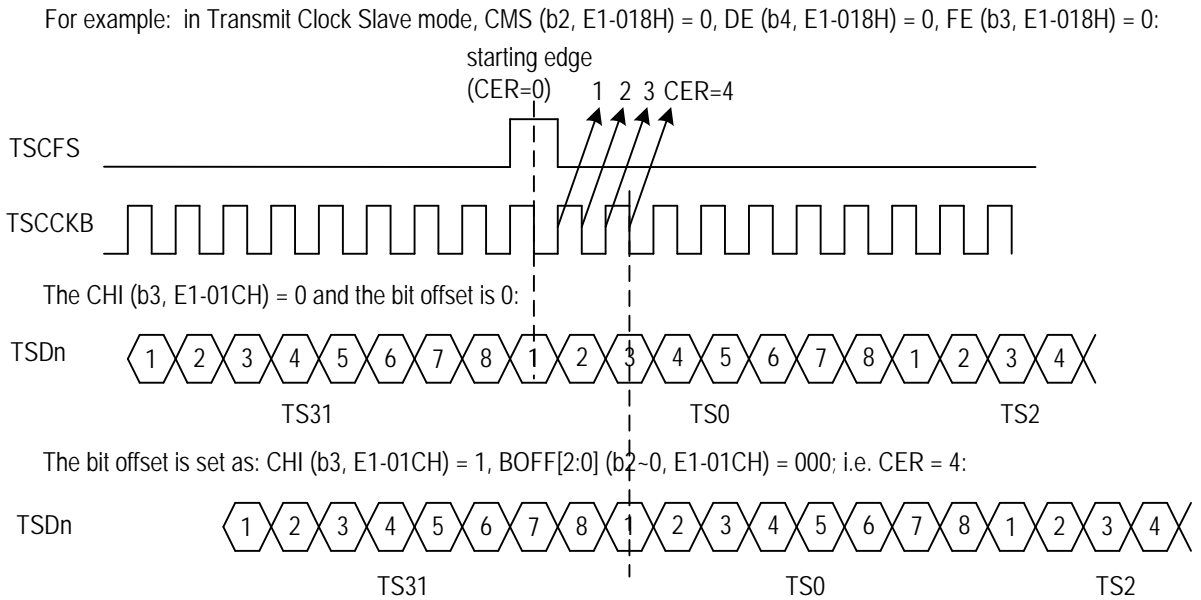 For example: in Transmit Clock Slave mode, CMS (b2, E1-018H) = 0, DE (b4, E1-018H) = 0, FE (b3, E1-018H) = 0:
starting edge
(CER=0) 1 2 3 CER=4
TSCFS
TSCCKB
The CHI (b3, E1-01CH) = 0 and the bit offset is 0:
TSDn 1 2 3 4 5 6 7 8 1 2 3 4 5 6 7 8 1 2 3 4
TS31 TS0 TS2
The bit offset is set as: CHI (b3, E1-01CH) = 1, BOFF[2:0] (b2~0, E1-01CH) = 000; i.e. CER = 4:
TSDn 1 2 3 4 5 6 7 8 1 2 3 4 5 6 7 8 1 2 3 4
TS31 TS0 TS2